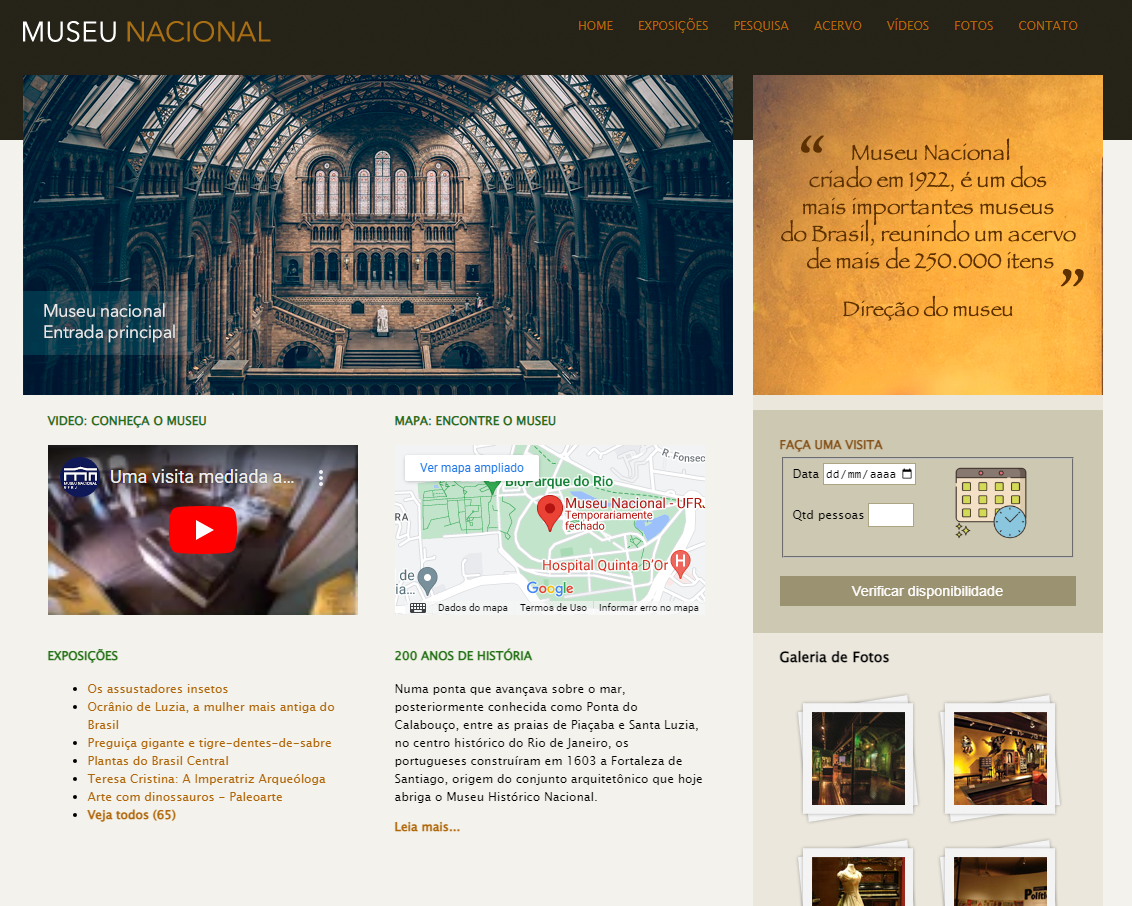 MUSEU NACIONAL
HOME EXPOSIÇÕES PESQUISA ACERVO VÍDEOS FOTOS CONTATO
Museu nacional
Entrada principal
“ Museu Nacional
criado em 1922, é um dos
mais importantes museus
do Brasil, reunindo um acervo
de mais de 250.000 itens ”
Direção do museu
VIDEO: CONHEÇA O MUSEU
Uma visita mediada a...
MUSEU NACIONAL
UFRJ
MAPA: ENCONTRE O MUSEU
Ver mapa ampliado
R. Fonsec
BioParque do Rio
Museu Nacional - UFRJ
Temporariamente
fechado
RA
Hospital Quinta D'Or
H
de
ia...
Google
Dados do mapa Termos de Uso Informar erro no mapa
FAÇA UMA VISITA
Data dd/mm/aaaa
Qtd pessoas
Verificar disponibilidade
EXPOSIÇÕES
Os assustadores insetos
Ocrânio de Luzia, a mulher mais antiga do
Brasil
Preguiça gigante e tigre-dentes-de-sabre
Plantas do Brasil Central
Teresa Cristina: A Imperatriz Arqueóloga
Arte com dinossauros - Paleoarte
Veja todos (65)
200 ANOS DE HISTÓRIA
Numa ponta que avançava sobre o mar,
posteriormente conhecida como Ponta do
Calabouço, entre as praias de Piaçaba e Santa Luzia,
no centro histórico do Rio de Janeiro, os
portugueses construíram em 1603 a Fortaleza de
Santiago, origem do conjunto arquitetônico que hoje
abriga o Museu Histórico Nacional.
Leia mais...
Galeria de Fotos